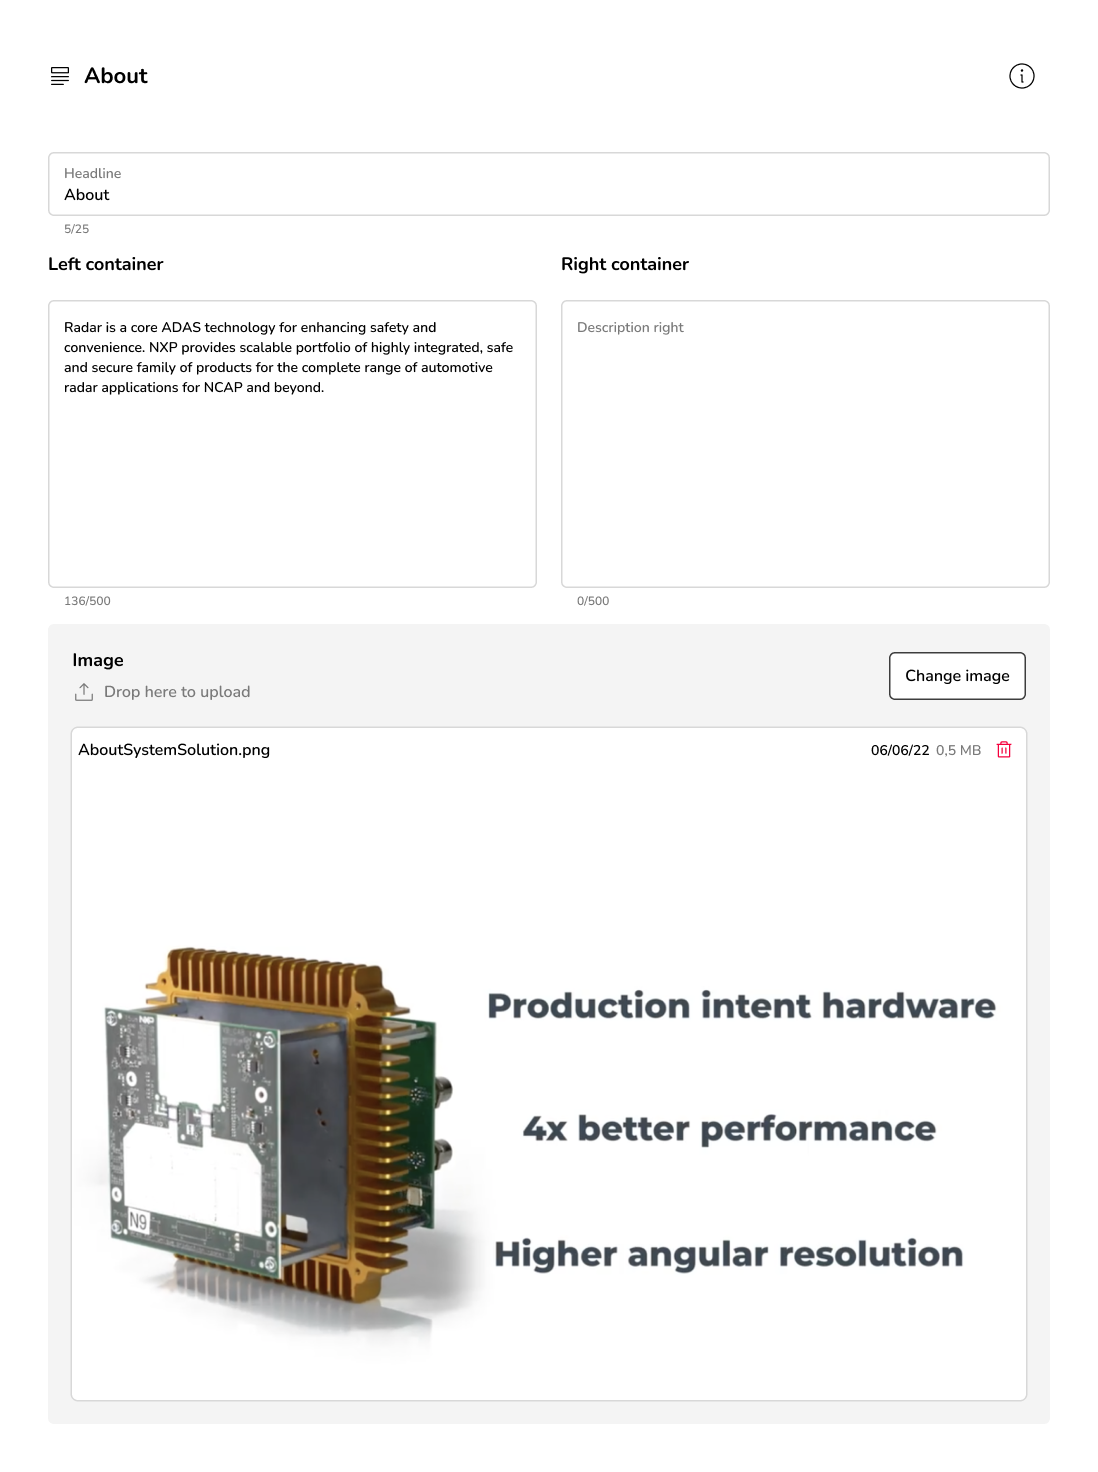 About
Headline
About
5/25
Left container
Right container
Radar is a core ADAS technology for enhancing safety and
convenience. NXP provides scalable portfolio of highly integrated, safe
and secure family of products for the complete range of automotive
radar applications for NCAP and beyond.
Description right
136/500
0/500
Image
Drop here to upload
Change image
AboutSystemSolution.png
06/06/22 0,5 MB
NXP
N9
Production intent hardware
4x better performance
Higher angular resolution